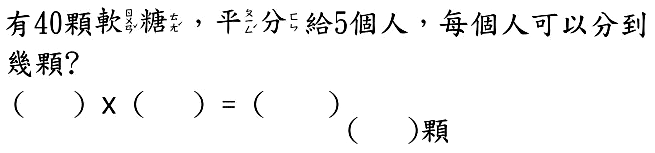 有40顆軟ㄖㄨㄢˇ糖ㄊㄤˊ，平ㄆㄧㄥˊ分ㄈㄣ給5個人，每個人可以分到
幾顆？
（　　）×（　　）=（　　）
（　　）顆